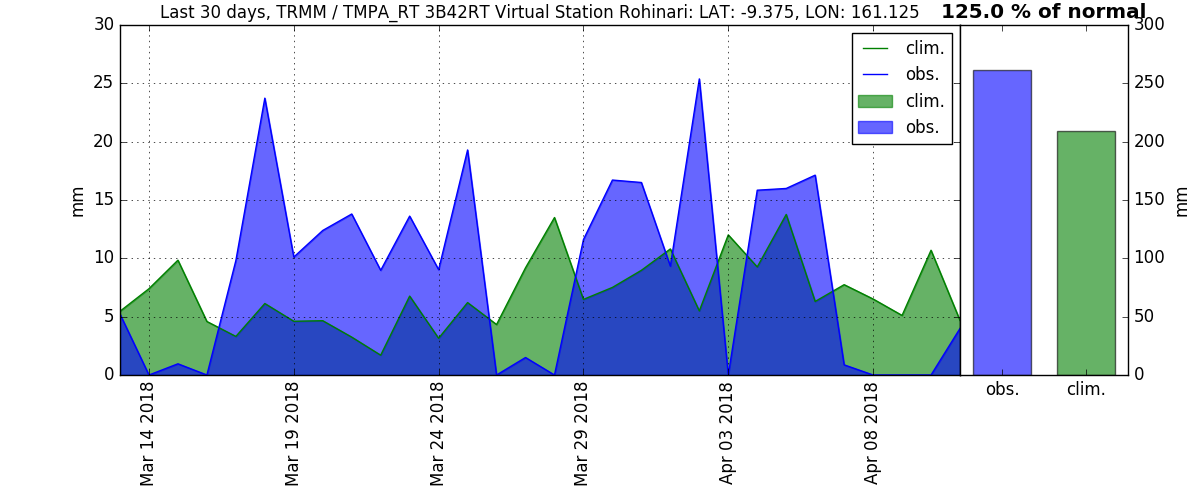 Last 30 days, TRMM / TMPA_RT 3B42RT Virtual Station Rohinari: LAT: -9.375, LON: 161.125
125.0 % of normal
30
25
20
15
10
5
0
mm
clim.
obs.
clim.
obs.
300
250
200
150
100
50
0
mm
obs.
clim.
Mar 14 2018
Mar 19 2018
Mar 24 2018
Mar 29 2018
Apr 03 2018
Apr 08 2018